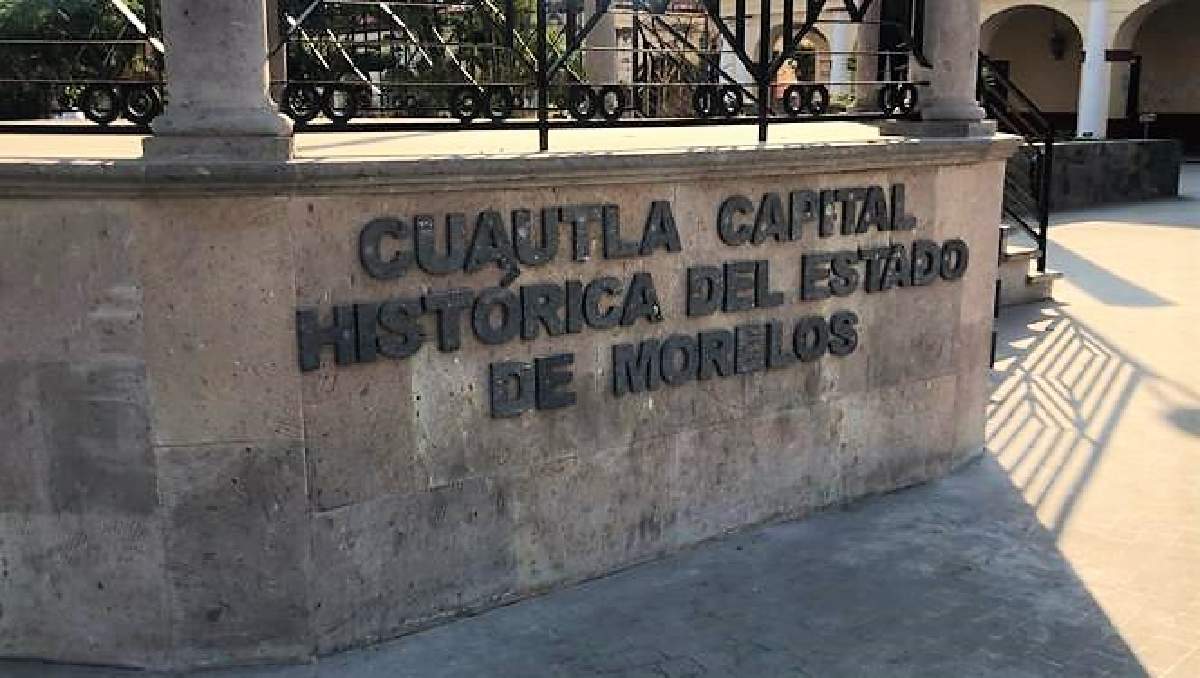 CUAUTLA CAPITAL
HISTÓRICA DEL ESTADO
DE MORELOS